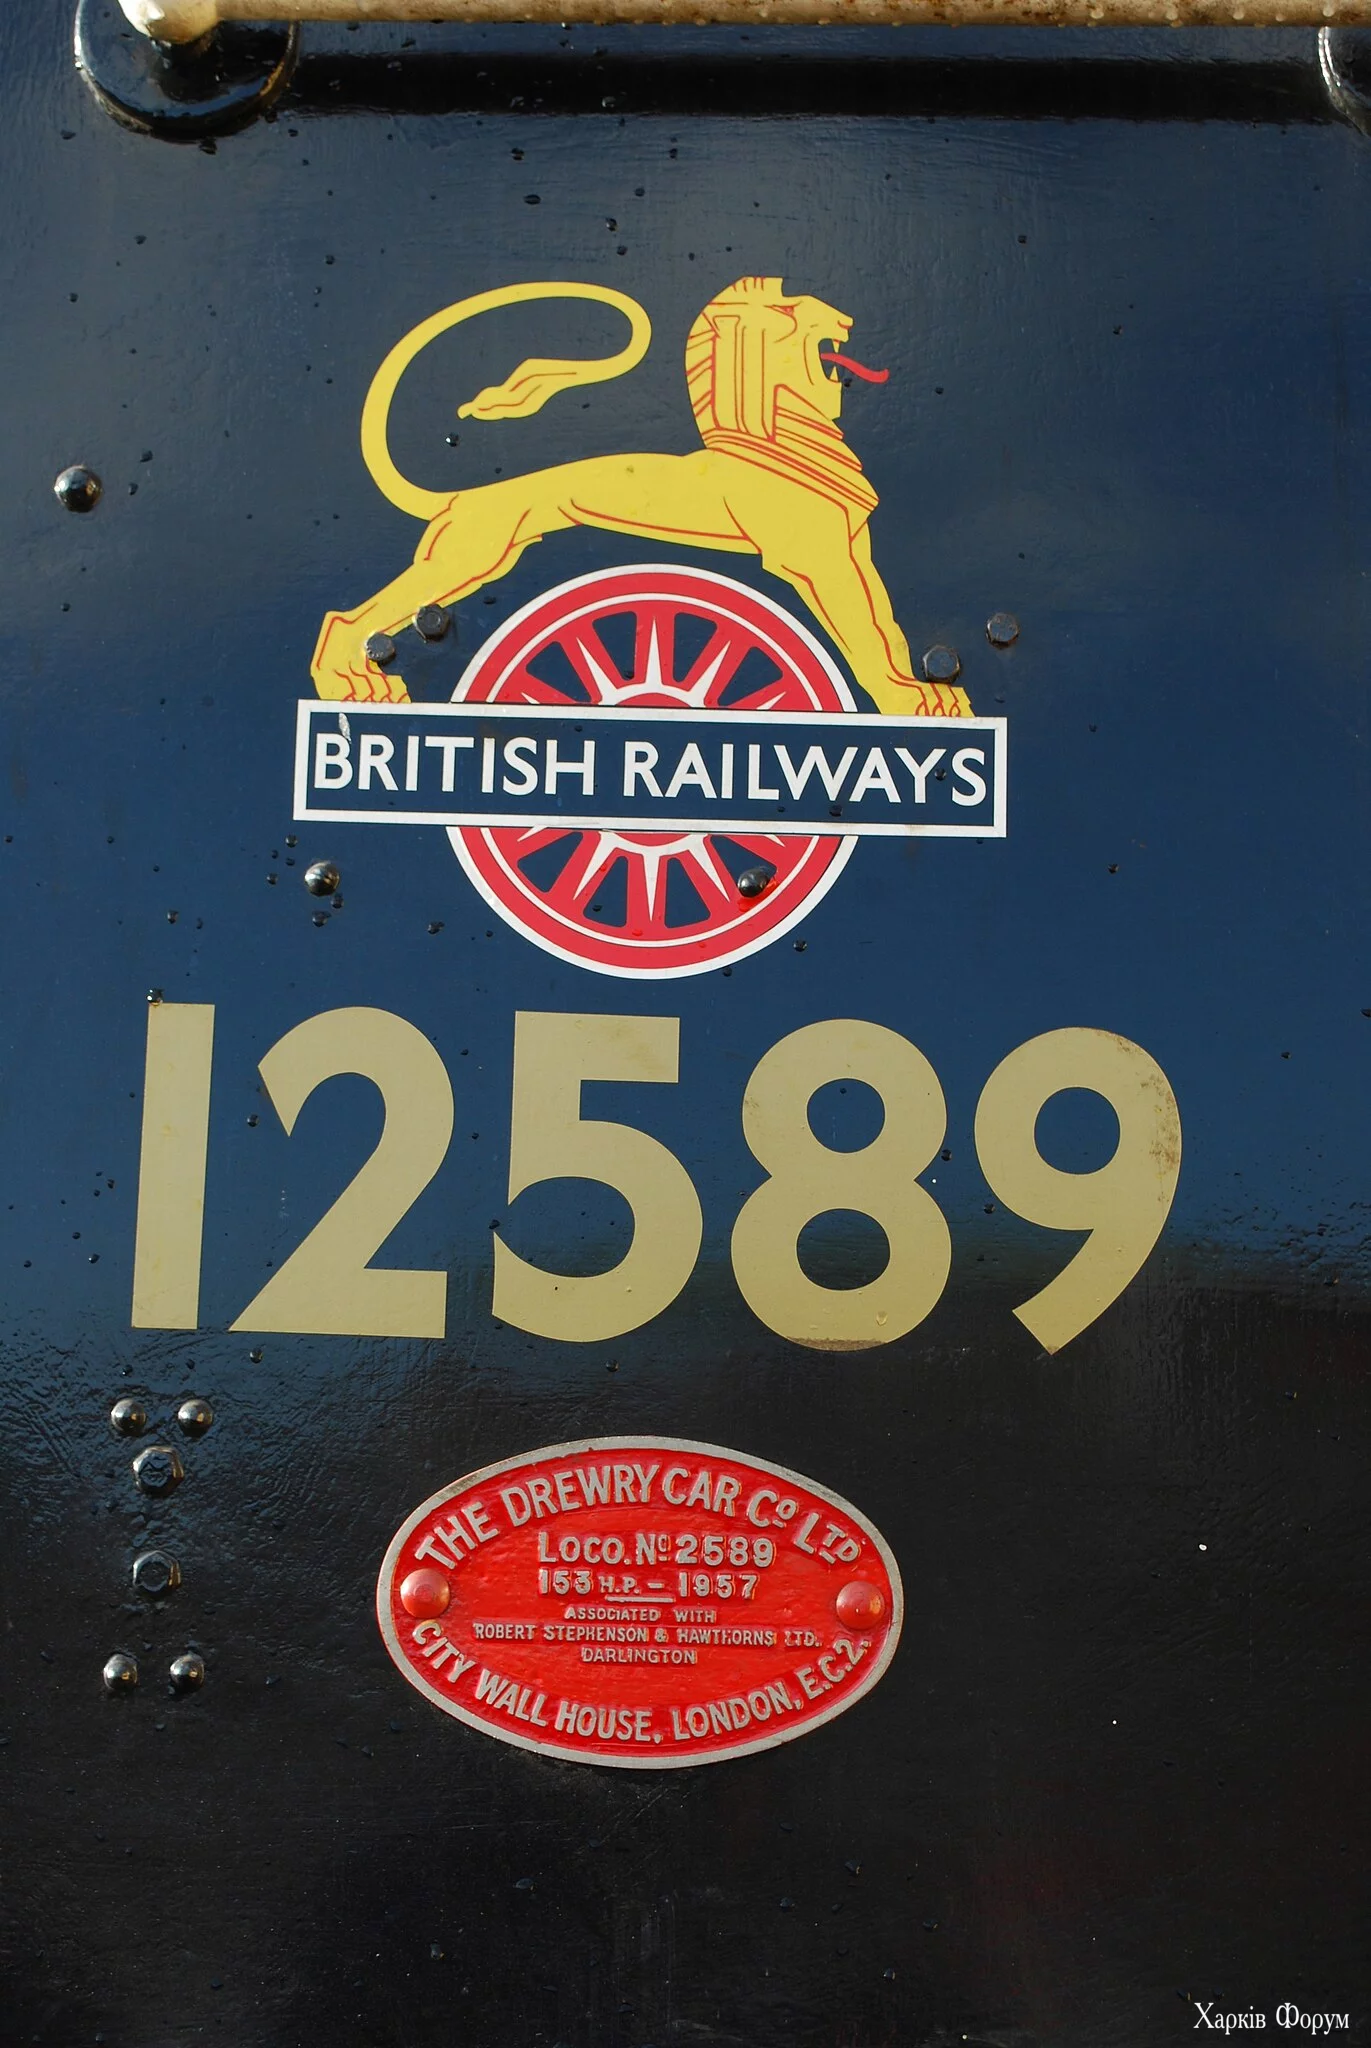 BRITISH RAILWAYS
12589
THE DREWRY CAR Cº LTD
LOCO. Nº 2589
153 H.P. – 1957
ASSOCIATED WITH
ROBERT STEPHENSON & HAWTHORNS LTD.
DARLINGTON
CITY WALL HOUSE, LONDON, E.C.2.
Харків Форум